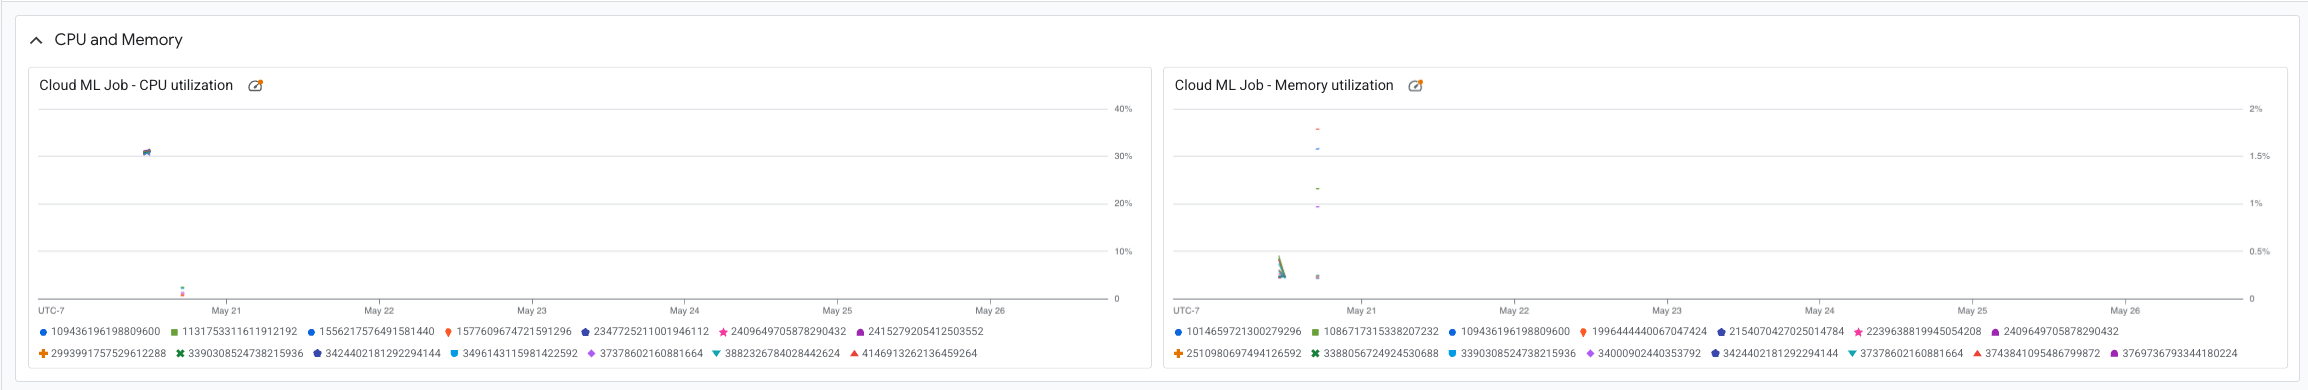 CPU and Memory
Cloud ML Job - CPU utilization
40%
30%
20%
10%
0
UTC-7 May 21 May 22 May 23 May 24 May 25 May 26
109436196198809600 1131753311611912192 1556217576491581440 1577609674721591296 2347725211001946112 2409649705878290432 2415279205412503552
2993991757529612288 3390308524738215936 3424402181292294144 3496143115981422592 37378602160881664 3882326784028442624 4146913262136459264
Cloud ML Job - Memory utilization
2%
1.5%
1%
0.5%
0
UTC-7 May 21 May 22 May 23 May 24 May 25 May 26
1014659721300279296 1086717315338207232 109436196198809600 1996444440067047424 2154070427025014784 2239638819945054208 2409649705878290432
2510980697494126592 3388056724924530688 3390308524738215936 34000902440353792 3424402181292294144 37378602160881664 3743841095486799872 3769736793344180224